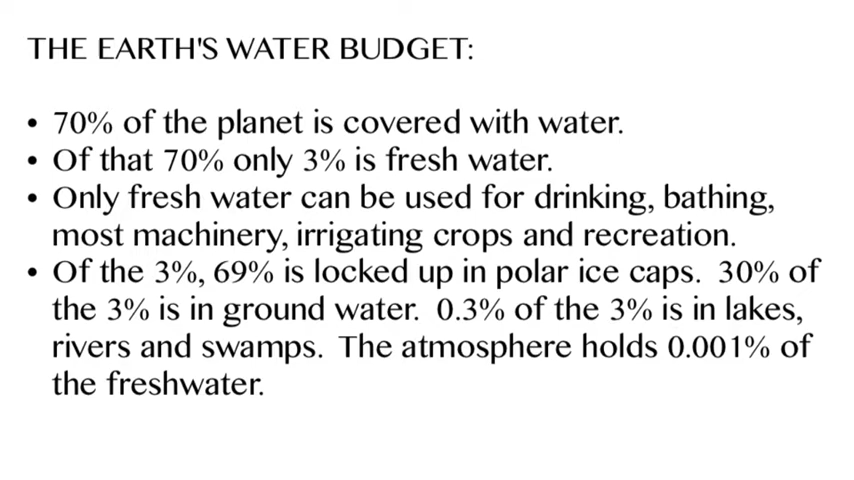 THE EARTH'S WATER BUDGET:
• 70% of the planet is covered with water.
• Of that 70% only 3% is fresh water.
• Only fresh water can be used for drinking, bathing,
most machinery, irrigating crops and recreation.
• Of the 3%, 69% is locked up in polar ice caps.  30% of
the 3% is in ground water.  0.3% of the 3% is in lakes,
rivers and swamps.  The atmosphere holds 0.001% of
the freshwater.